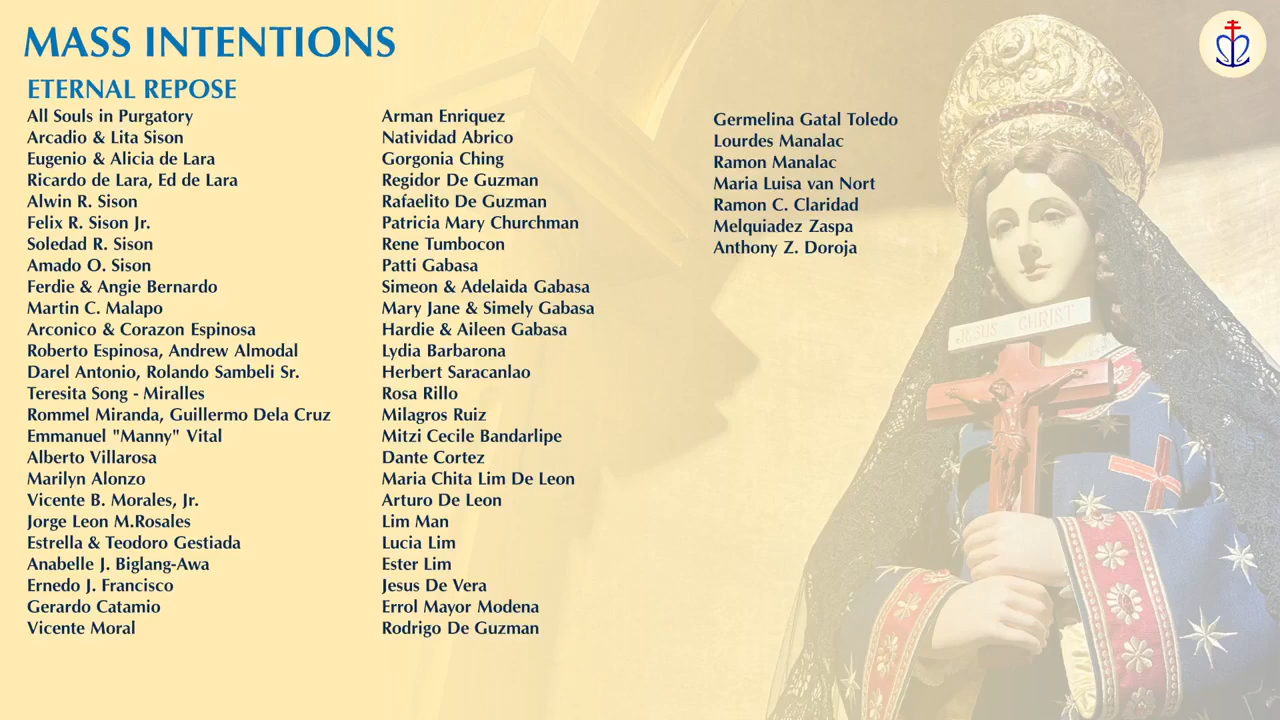 MASS INTENTIONS
ETERNAL REPOSE
All Souls in Purgatory
Arcadio & Lita Sison
Eugenio & Alicia de Lara
Ricardo de Lara, Ed de Lara
Alwin R. Sison
Felix R. Sison Jr.
Soledad R. Sison
Amado O. Sison
Ferdie & Angie Bernardo
Martin C. Malapo
Arconico & Corazon Espinosa
Roberto Espinosa, Andrew Almodal
Darel Antonio, Rolando Sambeli Sr.
Teresita Song - Miralles
Rommel Miranda, Guillermo Dela Cruz
Emmanuel "Manny" Vital
Alberto Villarosa
Marilyn Alonzo
Vicente B. Morales, Jr.
Jorge Leon M.Rosales
Estrella & Teodoro Gestiada
Anabelle J. Biglang-Awa
Ernedo J. Francisco
Gerardo Catamio
Vicente Moral
Arman Enriquez
Natividad Abrico
Gorgonia Ching
Regidor De Guzman
Rafaelito De Guzman
Patricia Mary Churchman
Rene Tumbocon
Patti Gabasa
Simeon & Adelaida Gabasa
Mary Jane & Simely Gabasa
Hardie & Aileen Gabasa
Lydia Barbarona
Herbert Saracanlao
Rosa Rillo
Milagros Ruiz
Mitzi Cecile Bandarlipe
Dante Cortez
Maria Chita Lim De Leon
Arturo De Leon
Lim Man
Lucia Lim
Ester Lim
Jesus De Vera
Errol Mayor Modena
Rodrigo De Guzman
Germelina Gatal Toledo
Lourdes Manalac
Ramon Manalac
Maria Luisa van Nort
Ramon C. Claridad
Melquiadez Zaspa
Anthony Z. Doroja
JESUS CHRIST